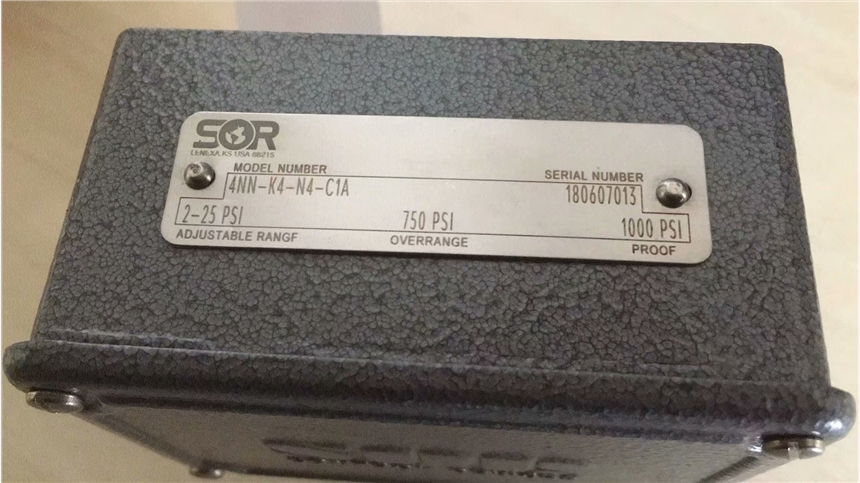 SOR
LENEXA, KS USA 66215
MODEL NUMBER SERIAL NUMBER
4NN-K4-N4-C1A 180607013
2-25 PSI 750 PSI 1000 PSI
ADJUSTABLE RANGE OVERRANGE PROOF